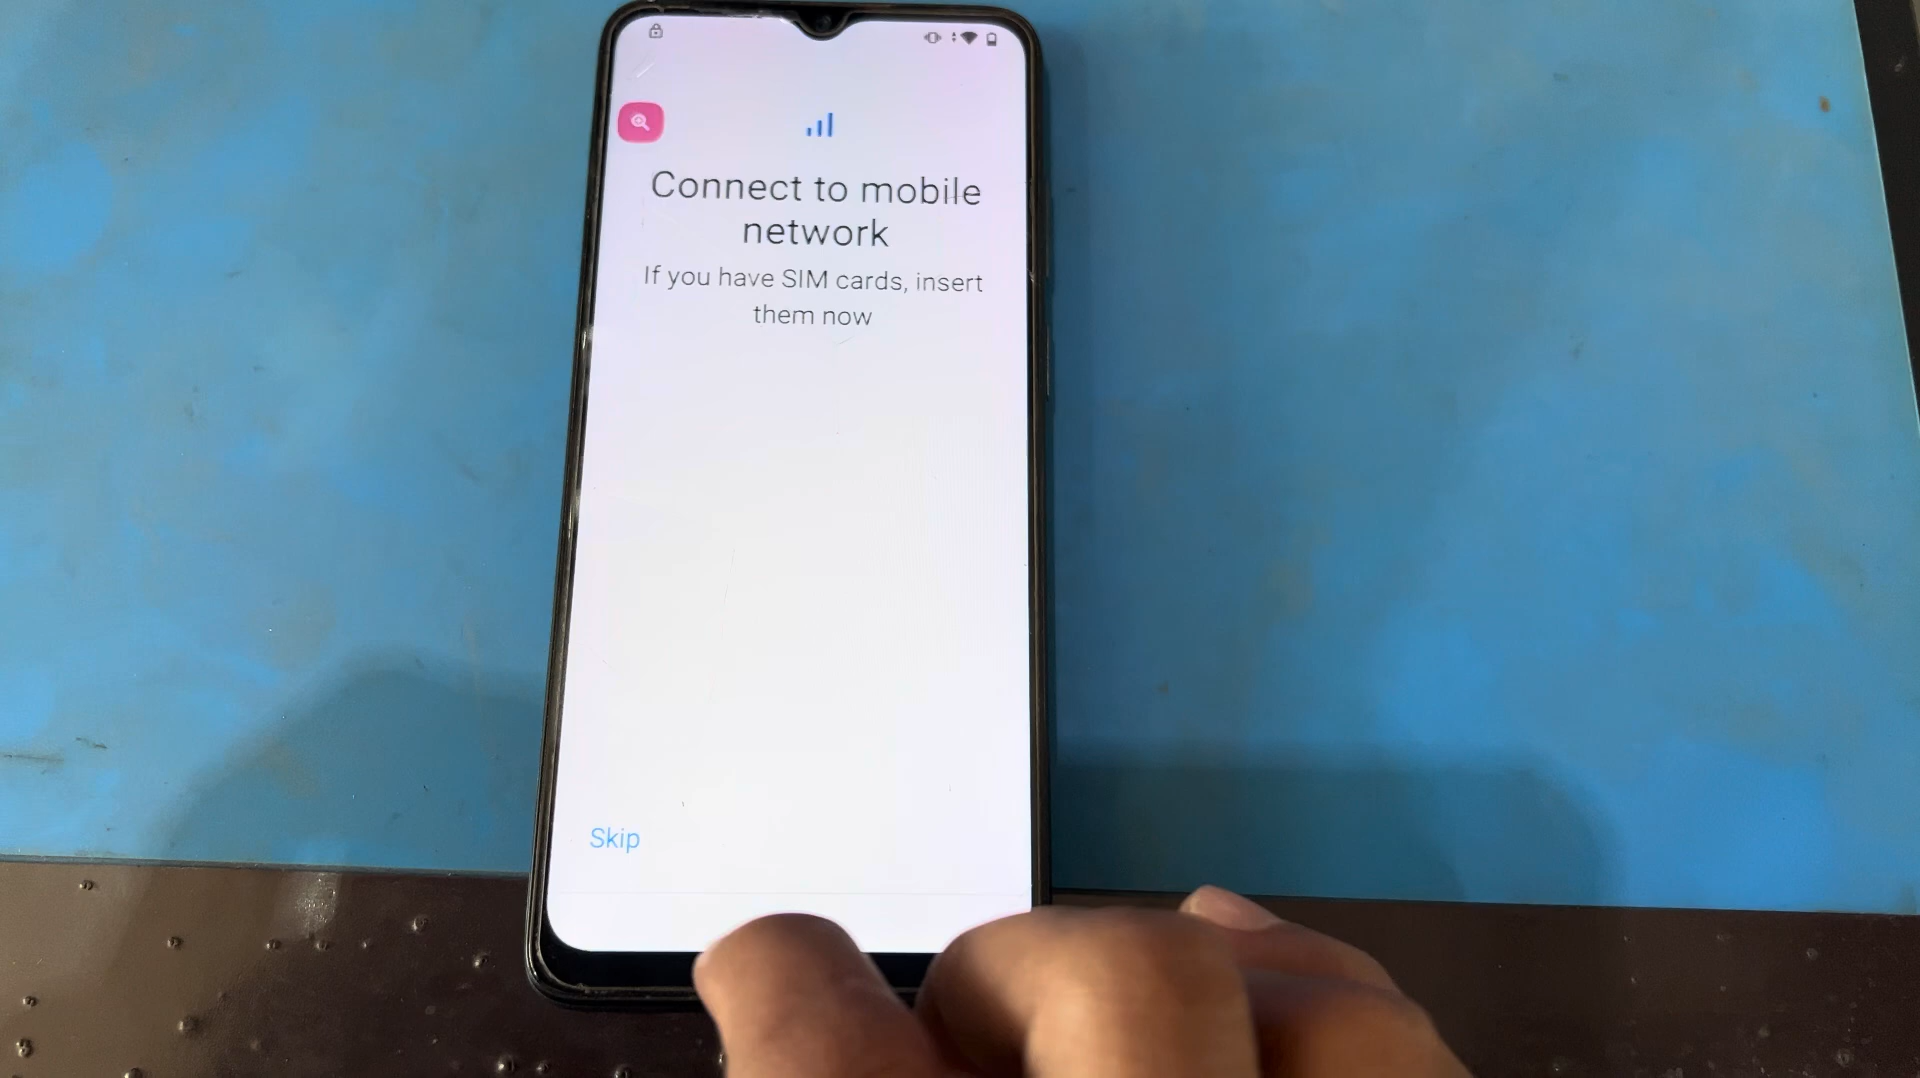 Connect to mobile
network
If you have SIM cards, insert
them now
Skip